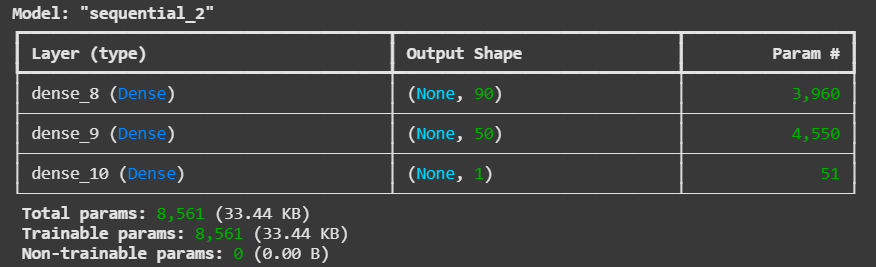 Model: "sequential_2"
Layer (type) Output Shape Param #
dense_8 (Dense) (None, 90) 3,960
dense_9 (Dense) (None, 50) 4,550
dense_10 (Dense) (None, 1) 51
Total params: 8,561 (33.44 KB)
Trainable params: 8,561 (33.44 KB)
Non-trainable params: 0 (0.00 B)